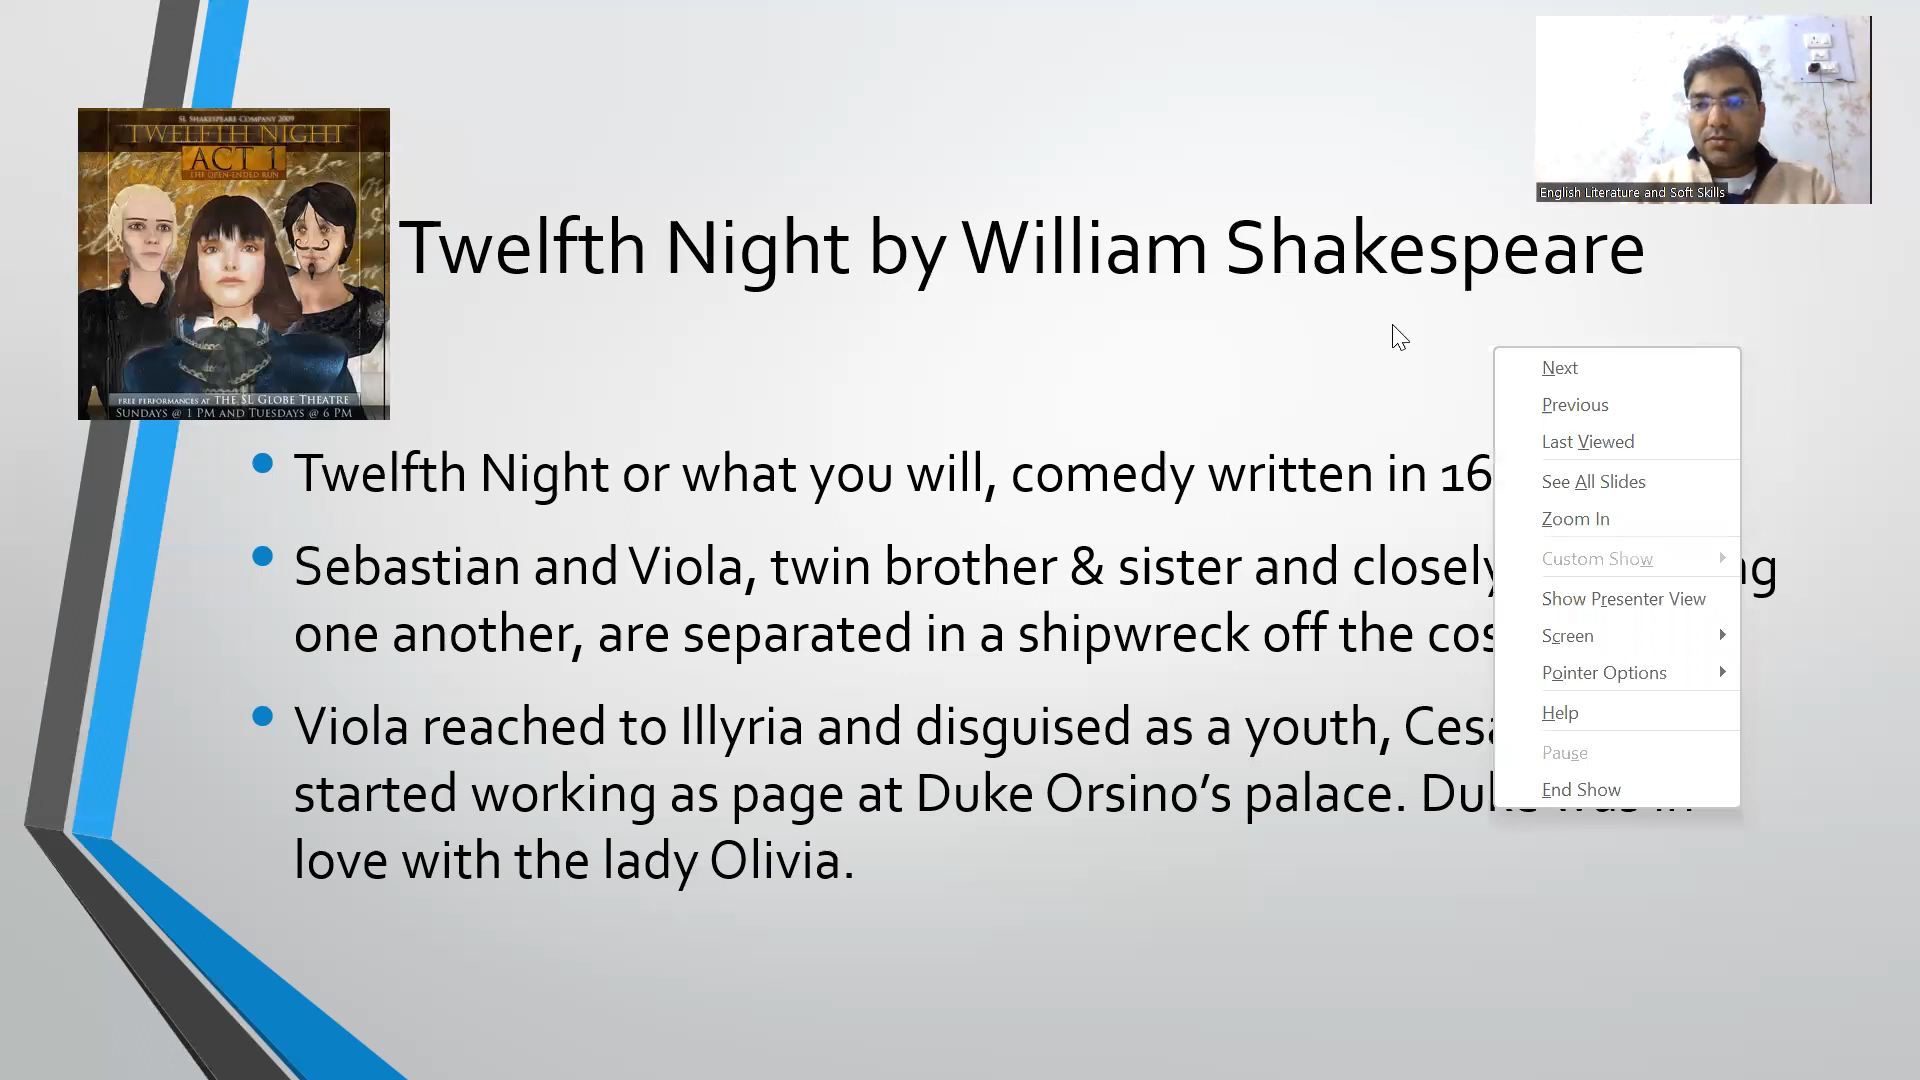 SL Shakespeare Company 2009
TWELFTH NIGHT
ACT 1
THE OPEN-ENDED RUN
FREE PERFORMANCES AT THE SL GLOBE THEATRE
SUNDAYS @ 1 PM AND TUESDAYS @ 6 PM
English Literature and Soft Skills
Twelfth Night by William Shakespeare
Twelfth Night or what you will, comedy written in 16
Sebastian and Viola, twin brother & sister and closely
one another, are separated in a shipwreck off the
Viola reached to Illyria and disguised as a youth,
started working as page at Duke Orsino’s palace.
love with the lady Olivia.
Next
Previous
Last Viewed
See All Slides
Zoom In
Custom Show
Show Presenter View
Screen
Pointer Options
Help
Pause
End Show